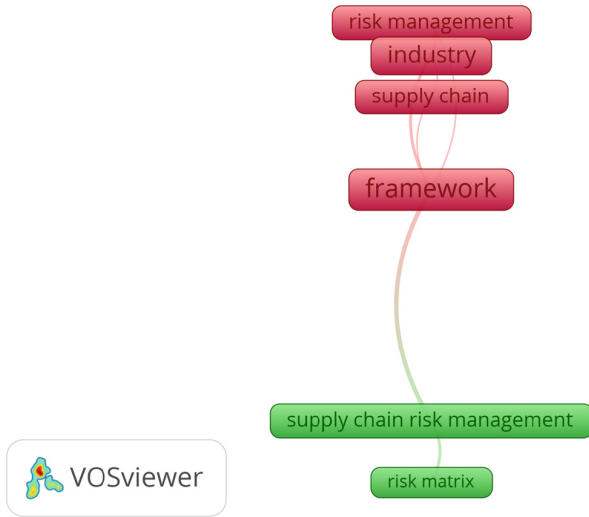 risk management
industry
supply chain
framework
supply chain risk management
risk matrix
VOSviewer